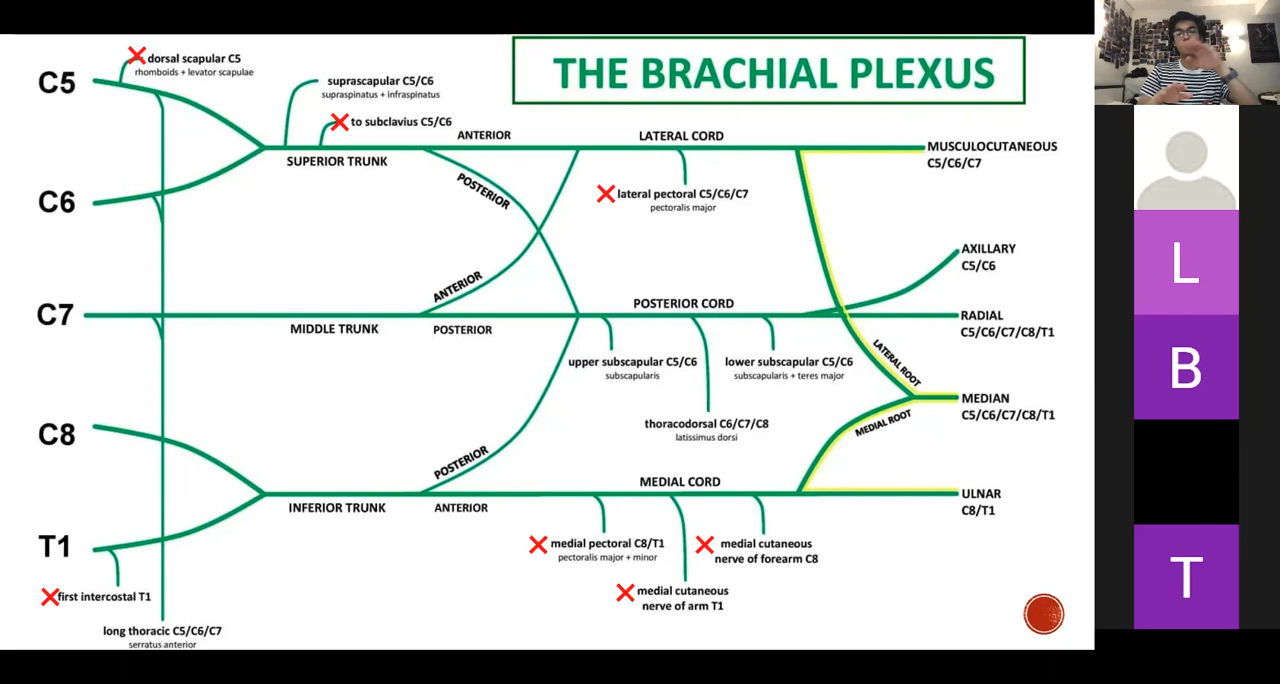 THE BRACHIAL PLEXUS
C5
dorsal scapular C5
rhomboids + levator scapulae
suprascapular C5/C6
supraspinatus + infraspinatus
to subclavius C5/C6
SUPERIOR TRUNK
ANTERIOR
POSTERIOR
LATERAL CORD
lateral pectoral C5/C6/C7
pectoralis major
MUSCULOCUTANEOUS
C5/C6/C7
C6
AXILLARY
C5/C6
C7
MIDDLE TRUNK
ANTERIOR
POSTERIOR
POSTERIOR CORD
upper subscapular C5/C6
subscapularis
lower subscapular C5/C6
subscapularis + teres major
thoracodorsal C6/C7/C8
latissimus dorsi
RADIAL
C5/C6/C7/C8/T1
LATERAL ROOT
MEDIAN
C5/C6/C7/C8/T1
MEDIAL ROOT
C8
POSTERIOR
INFERIOR TRUNK
ANTERIOR
MEDIAL CORD
ULNAR
C8/T1
T1
medial pectoral C8/T1
pectoralis major + minor
medial cutaneous
nerve of forearm C8
medial cutaneous
nerve of arm T1
first intercostal T1
long thoracic C5/C6/C7
serratus anterior
L
B
T